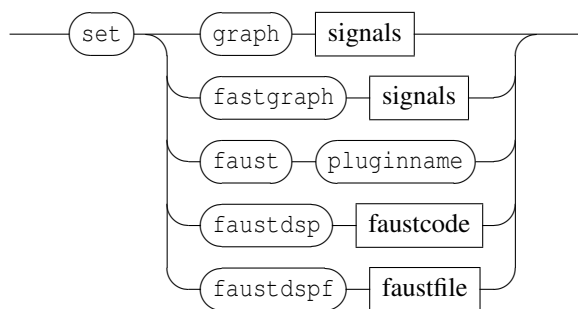 set graph signals
fastgraph signals
faust pluginname
faustdsp faustcode
faustdspf faustfile